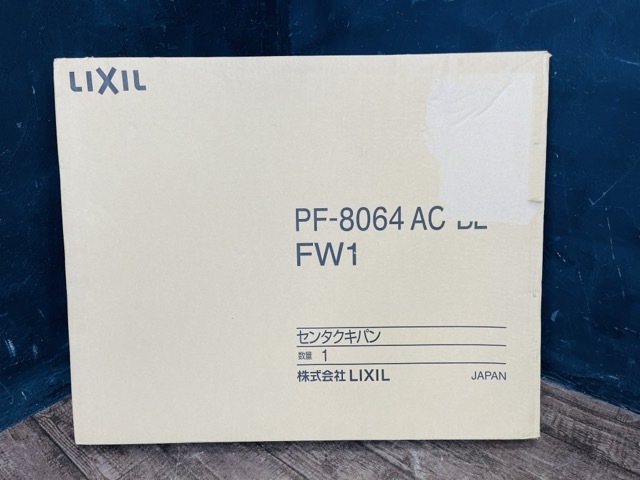 LIXIL
PF-8064 AC
FW1
センタクキパン
数量 1
株式会社 LIXIL JAPAN